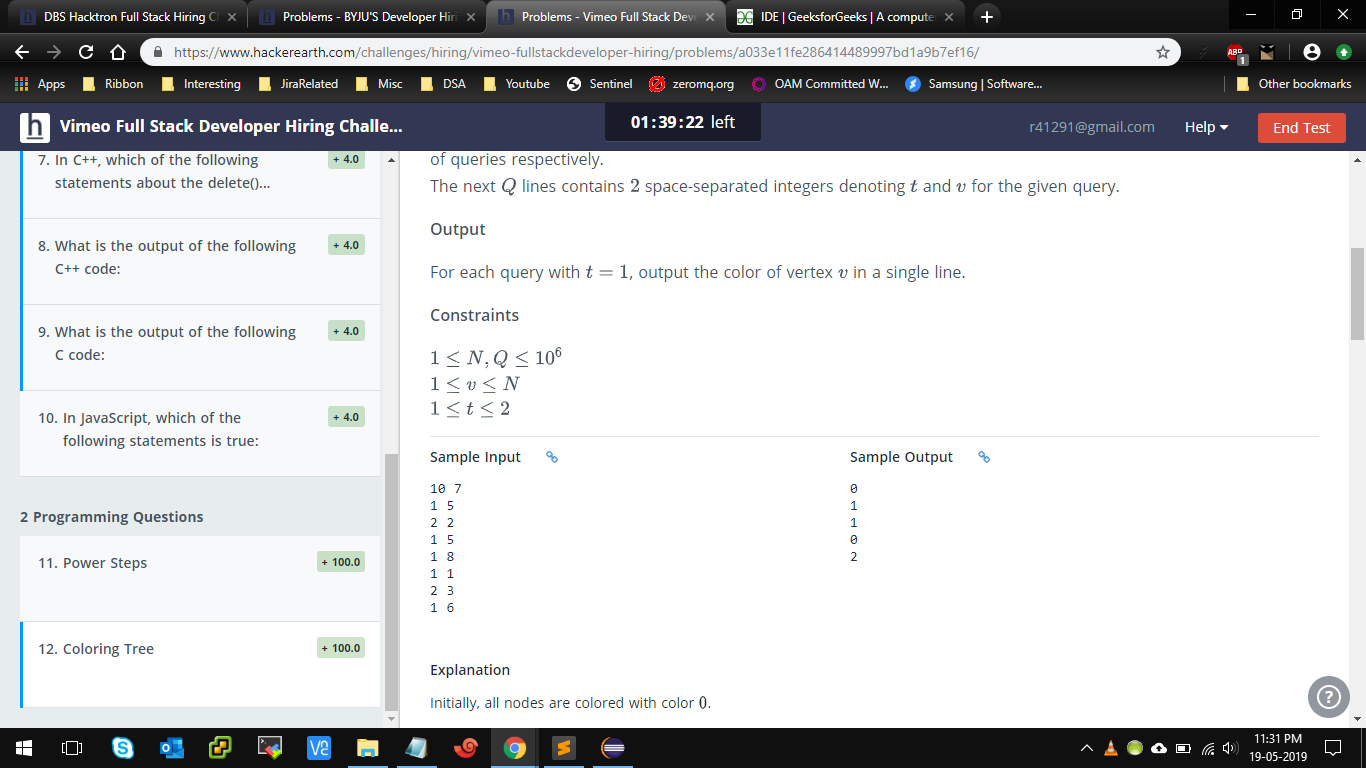 DBS Hacktron Full Stack Hiring C
Problems - BYJU'S Developer Hiri
Problems - Vimeo Full Stack Deve
IDE | GeeksforGeeks | A compute
https://www.hackerearth.com/challenges/hiring/vimeo-fullstackdeveloper-hiring/problems/a033e11fe286414489997bd1a9b7ef16/
ABP
1
Apps
Ribbon
Interesting
JiraRelated
Misc
DSA
Youtube
Sentinel
zeromq.org
OAM Committed W...
Samsung | Software...
Other bookmarks
h
Vimeo Full Stack Developer Hiring Challe...
01:39:22 left
r41291@gmail.com
Help
End Test
7. In C++, which of the following
statements about the delete()...
+ 4.0
8. What is the output of the following
C++ code:
+ 4.0
9. What is the output of the following
C code:
+ 4.0
10. In JavaScript, which of the
following statements is true:
+ 4.0
2 Programming Questions
11. Power Steps
+ 100.0
12. Coloring Tree
+ 100.0
of queries respectively.
The next Q lines contains 2 space-separated integers denoting t and v for the given query.
Output
For each query with t = 1, output the color of vertex v in a single line.
Constraints
1 ≤ N, Q ≤ 10⁶
1 ≤ v ≤ N
1 ≤ t ≤ 2
Sample Input
10 7
1 5
2 2
1 5
1 8
1 1
2 3
1 6
Sample Output
0
1
1
0
2
Explanation
Initially, all nodes are colored with color 0.
?
11:31 PM
19-05-2019